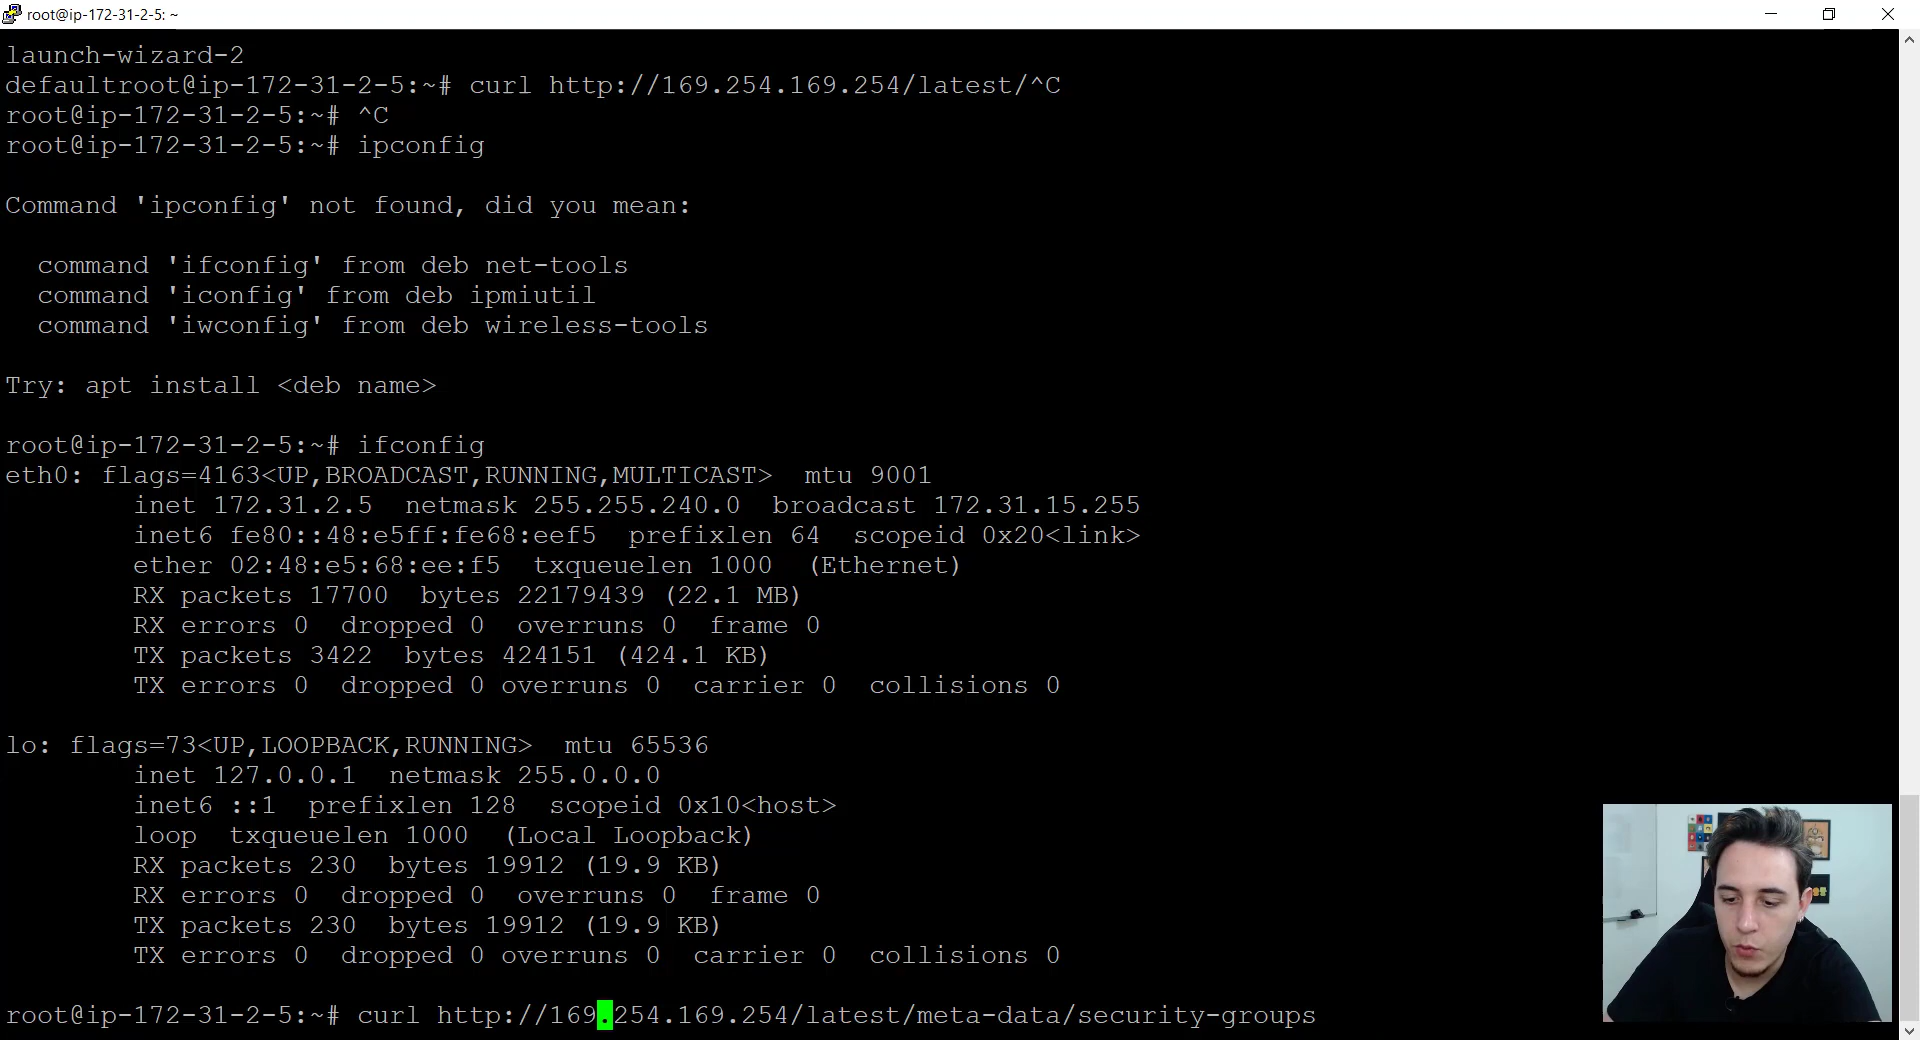 root@ip-172-31-2-5: ~
launch-wizard-2
defaultroot@ip-172-31-2-5:~# curl http://169.254.169.254/latest/^C
root@ip-172-31-2-5:~# ^C
root@ip-172-31-2-5:~# ipconfig
Command 'ipconfig' not found, did you mean:
command 'ifconfig' from deb net-tools
command 'iconfig' from deb ipmiutil
command 'iwconfig' from deb wireless-tools
Try: apt install <deb name>
root@ip-172-31-2-5:~# ifconfig
eth0: flags=4163<UP,BROADCAST,RUNNING,MULTICAST>  mtu 9001
inet 172.31.2.5  netmask 255.255.240.0  broadcast 172.31.15.255
inet6 fe80::48:e5ff:fe68:eef5  prefixlen 64  scopeid 0x20<link>
ether 02:48:e5:68:ee:f5  txqueuelen 1000  (Ethernet)
RX packets 17700  bytes 22179439 (22.1 MB)
RX errors 0  dropped 0  overruns 0  frame 0
TX packets 3422  bytes 424151 (424.1 KB)
TX errors 0  dropped 0 overruns 0  carrier 0  collisions 0
lo: flags=73<UP,LOOPBACK,RUNNING>  mtu 65536
inet 127.0.0.1  netmask 255.0.0.0
inet6 ::1  prefixlen 128  scopeid 0x10<host>
loop  txqueuelen 1000  (Local Loopback)
RX packets 230  bytes 19912 (19.9 KB)
RX errors 0  dropped 0  overruns 0  frame 0
TX packets 230  bytes 19912 (19.9 KB)
TX errors 0  dropped 0 overruns 0  carrier 0  collisions 0
root@ip-172-31-2-5:~# curl http://169.254.169.254/latest/meta-data/security-groups